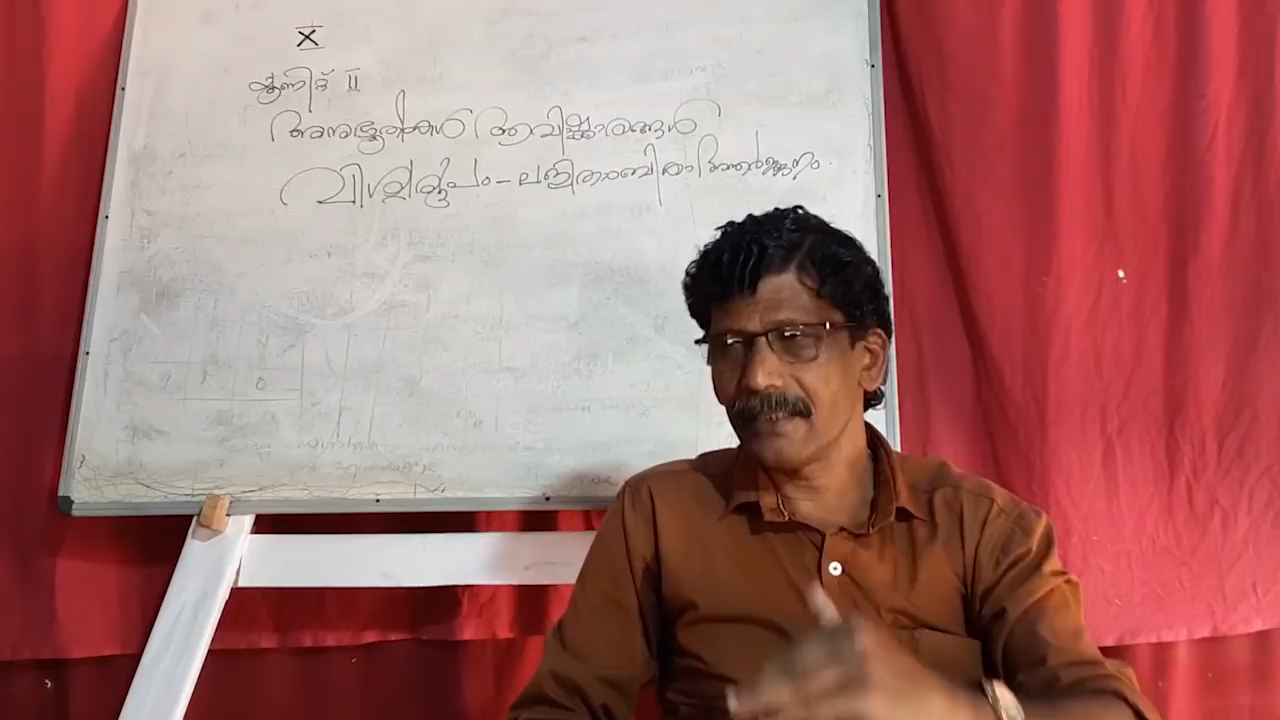 X
യൂണിറ്റ് II
അനുഭൂതികൾ ആവിഷ്ക്കാരങ്ങൾ
വിശ്വരൂപം - ലളിതാംബികാ അന്തർജ്ജനം.